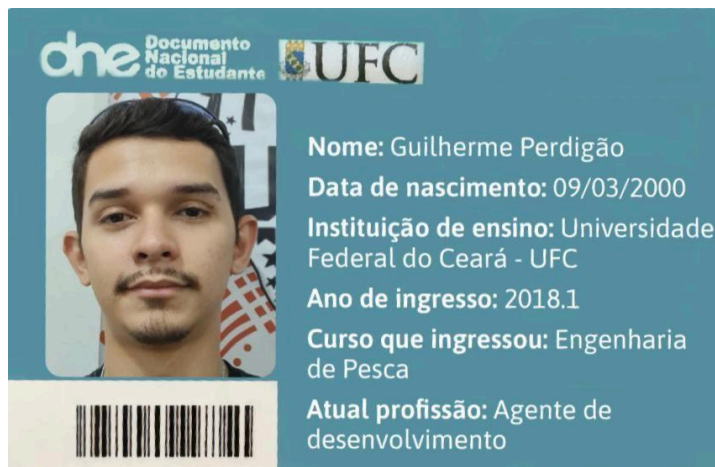 dne Documento
Nacional
do Estudante
UFC
Nome: Guilherme Perdigão
Data de nascimento: 09/03/2000
Instituição de ensino: Universidade
Federal do Ceará - UFC
Ano de ingresso: 2018.1
Curso que ingressou: Engenharia
de Pesca
Atual profissão: Agente de
desenvolvimento